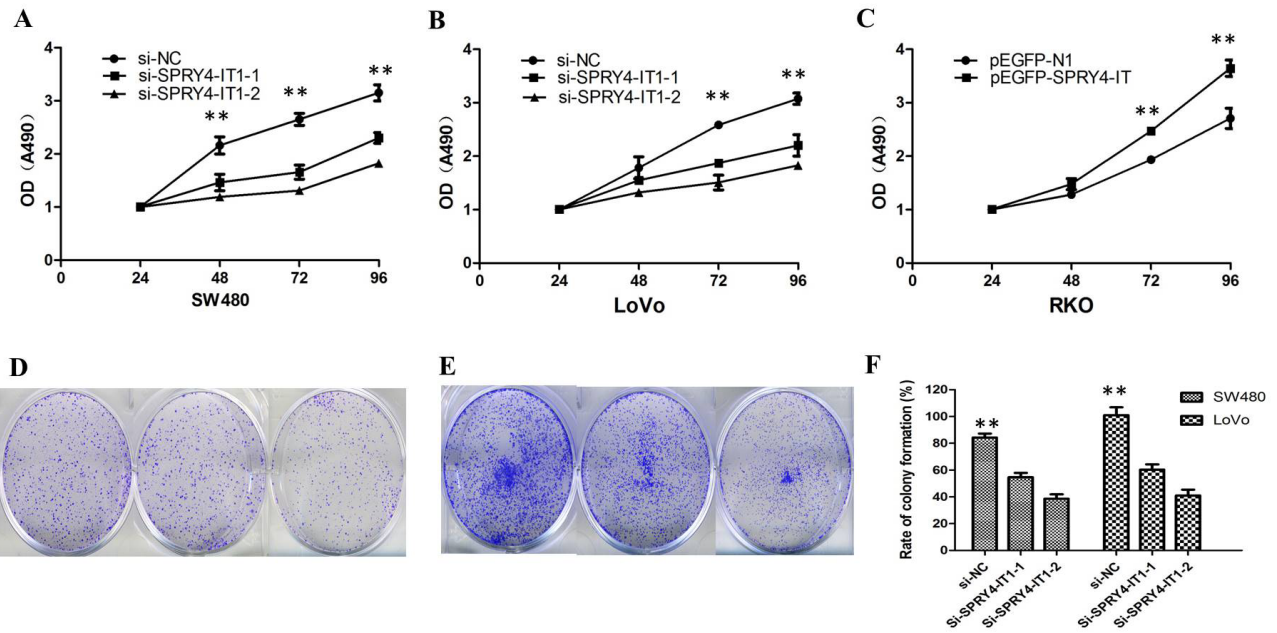 A
si-NC
si-SPRY4-IT1-1
si-SPRY4-IT1-2
**
**
**
OD（A490）
4
3
2
1
0
0 24 48 72 96
SW480
B
si-NC
si-SPRY4-IT1-1
si-SPRY4-IT1-2
**
**
OD（A490）
4
3
2
1
0
0 24 48 72 96
LoVo
C
pEGFP-N1
pEGFP-SPRY4-IT
**
**
OD（A490）
4
3
2
1
0
0 24 48 72 96
RKO
D
E
F
Rate of colony formation (%)
120
100
80
60
40
20
0
**
**
SW480
LoVo
si-NC
Si-SPRY4-IT1-1
Si-SPRY4-IT1-2
si-NC
Si-SPRY4-IT1-1
Si-SPRY4-IT1-2